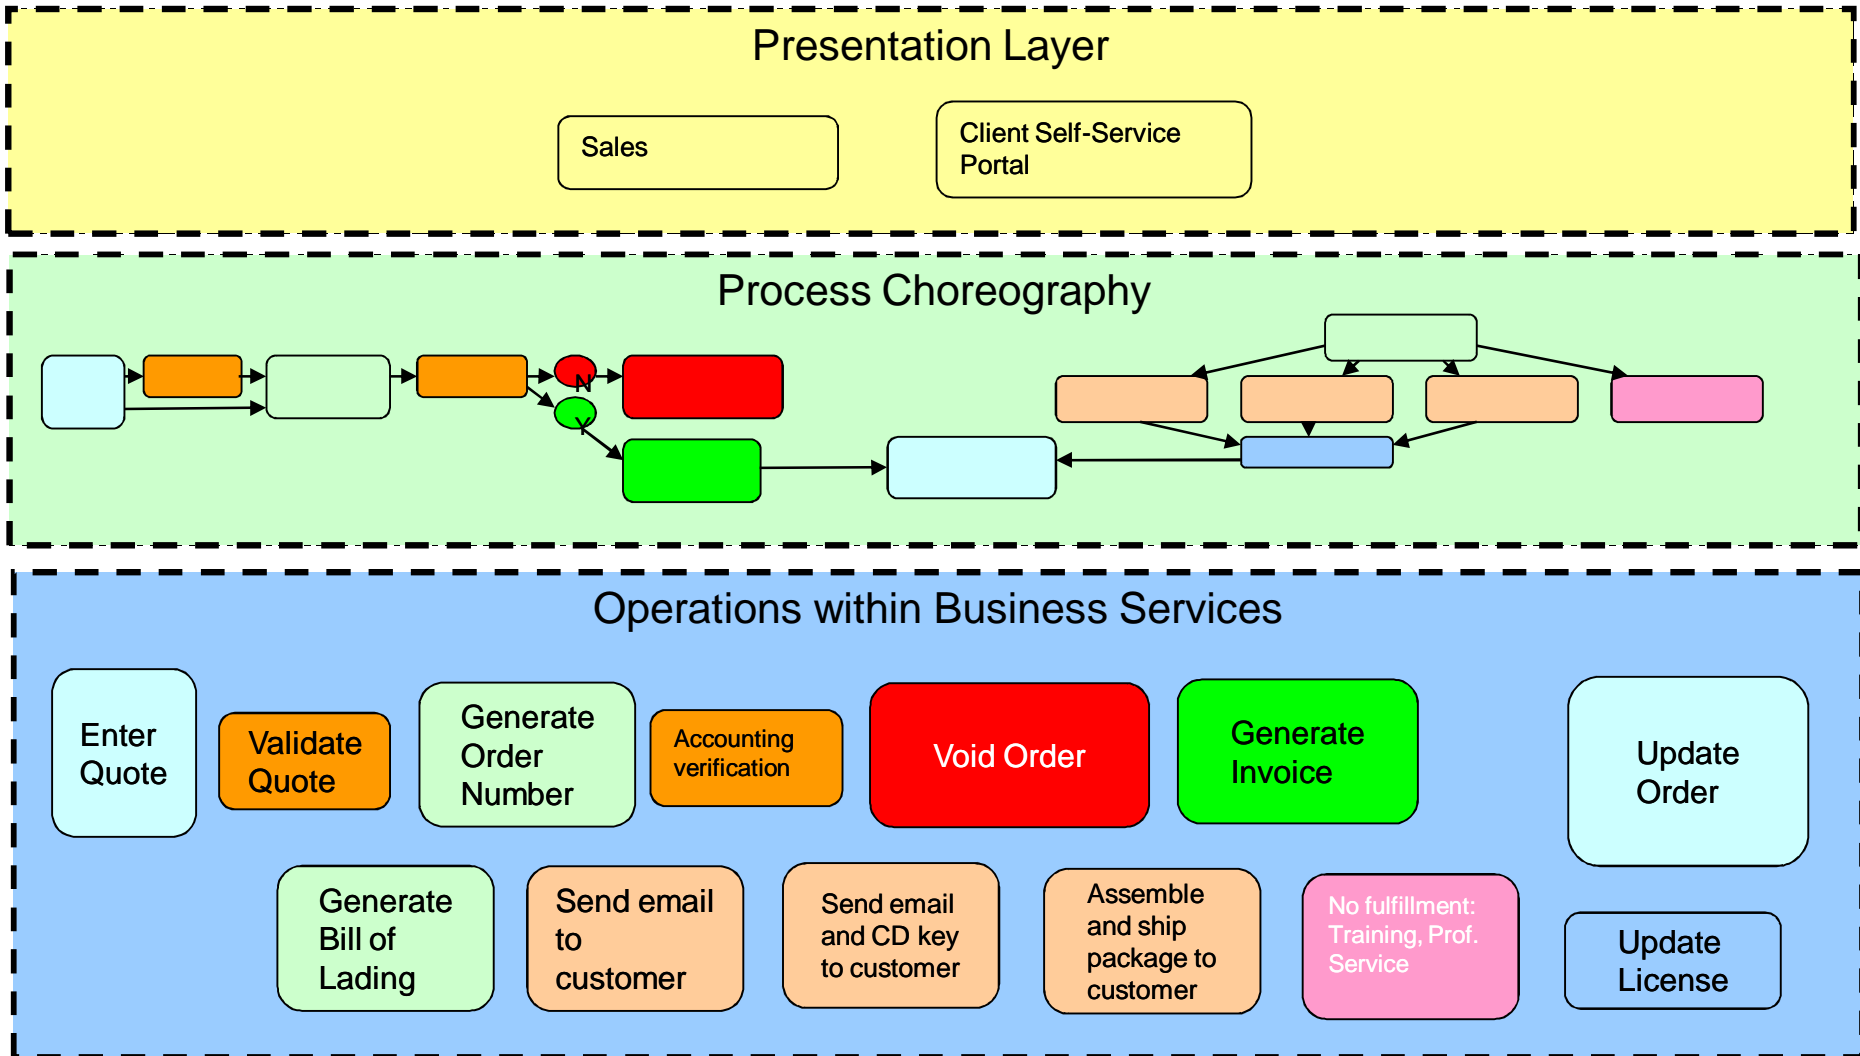 Presentation Layer
Sales
Client Self-Service
Portal
Process Choreography
N
Y
Operations within Business Services
Enter
Quote
Validate
Quote
Generate
Order
Number
Accounting
verification
Void Order
Generate
Invoice
Update
Order
Generate
Bill of
Lading
Send email
to
customer
Send email
and CD key
to customer
Assemble
and ship
package to
customer
No fulfillment:
Training, Prof.
Service
Update
License